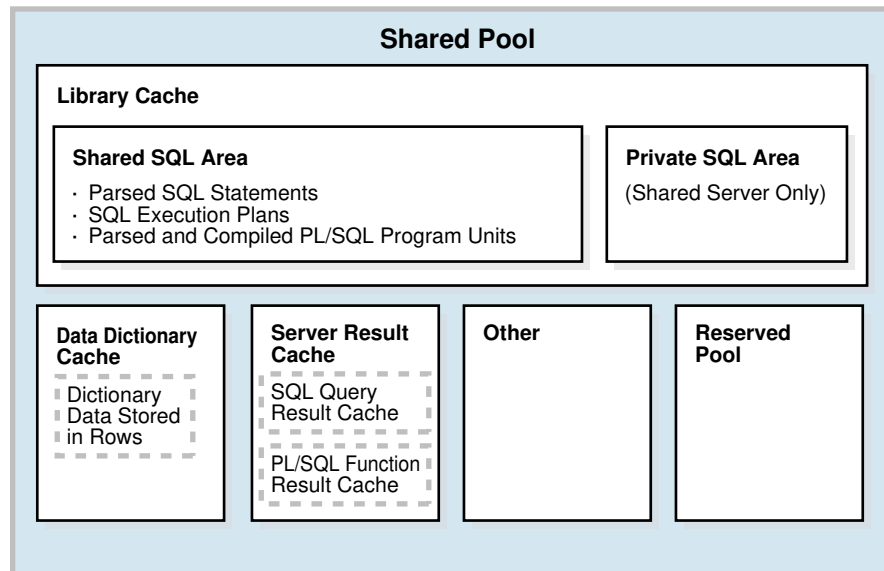 Shared Pool
Library Cache
Shared SQL Area
· Parsed SQL Statements
· SQL Execution Plans
· Parsed and Compiled PL/SQL Program Units
Private SQL Area
(Shared Server Only)
Data Dictionary
Cache
Dictionary
Data Stored
in Rows
Server Result
Cache
SQL Query
Result Cache
PL/SQL Function
Result Cache
Other
Reserved
Pool